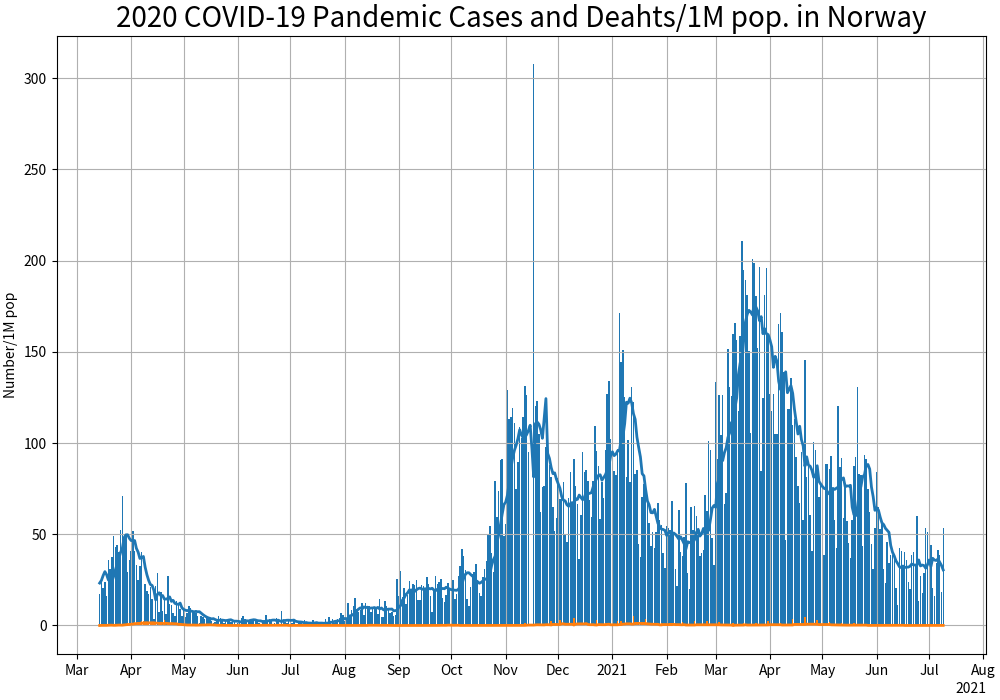 2020 COVID-19 Pandemic Cases and Deahts/1M pop. in Norway
Number/1M pop
300
250
200
150
100
50
0
Mar Apr May Jun Jul Aug Sep Oct Nov Dec 2021 Feb Mar Apr May Jun Jul Aug
2021